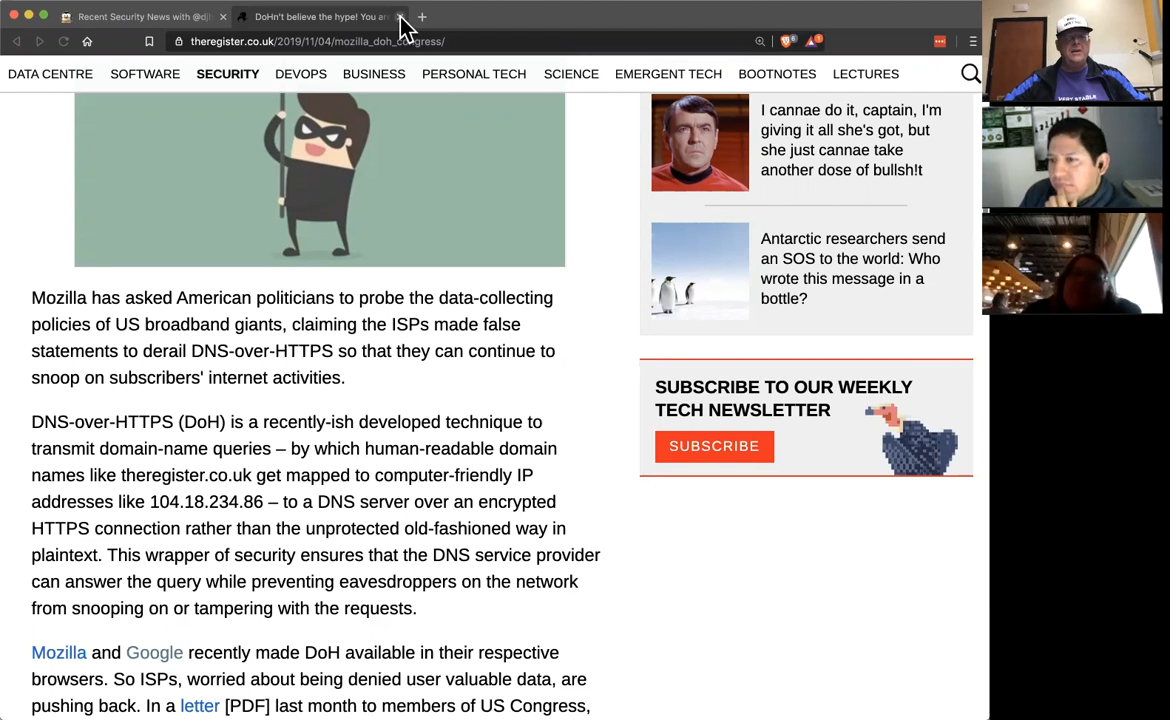 Recent Security News with @djh
DoHn't believe the hype! You are
theregister.co.uk/2019/11/04/mozilla_doh_congress/
DATA CENTRE SOFTWARE SECURITY DEVOPS BUSINESS PERSONAL TECH SCIENCE EMERGENT TECH BOOTNOTES LECTURES
I cannae do it, captain, I'm
giving it all she's got, but
she just cannae take
another dose of bullsh!t
Antarctic researchers send
an SOS to the world: Who
wrote this message in a
bottle?
SUBSCRIBE TO OUR WEEKLY
TECH NEWSLETTER
SUBSCRIBE
Mozilla has asked American politicians to probe the data-collecting
policies of US broadband giants, claiming the ISPs made false
statements to derail DNS-over-HTTPS so that they can continue to
snoop on subscribers' internet activities.
DNS-over-HTTPS (DoH) is a recently-ish developed technique to
transmit domain-name queries – by which human-readable domain
names like theregister.co.uk get mapped to computer-friendly IP
addresses like 104.18.234.86 – to a DNS server over an encrypted
HTTPS connection rather than the unprotected old-fashioned way in
plaintext. This wrapper of security ensures that the DNS service provider
can answer the query while preventing eavesdroppers on the network
from snooping on or tampering with the requests.
Mozilla and Google recently made DoH available in their respective
browsers. So ISPs, worried about being denied user valuable data, are
pushing back. In a letter [PDF] last month to members of US Congress,